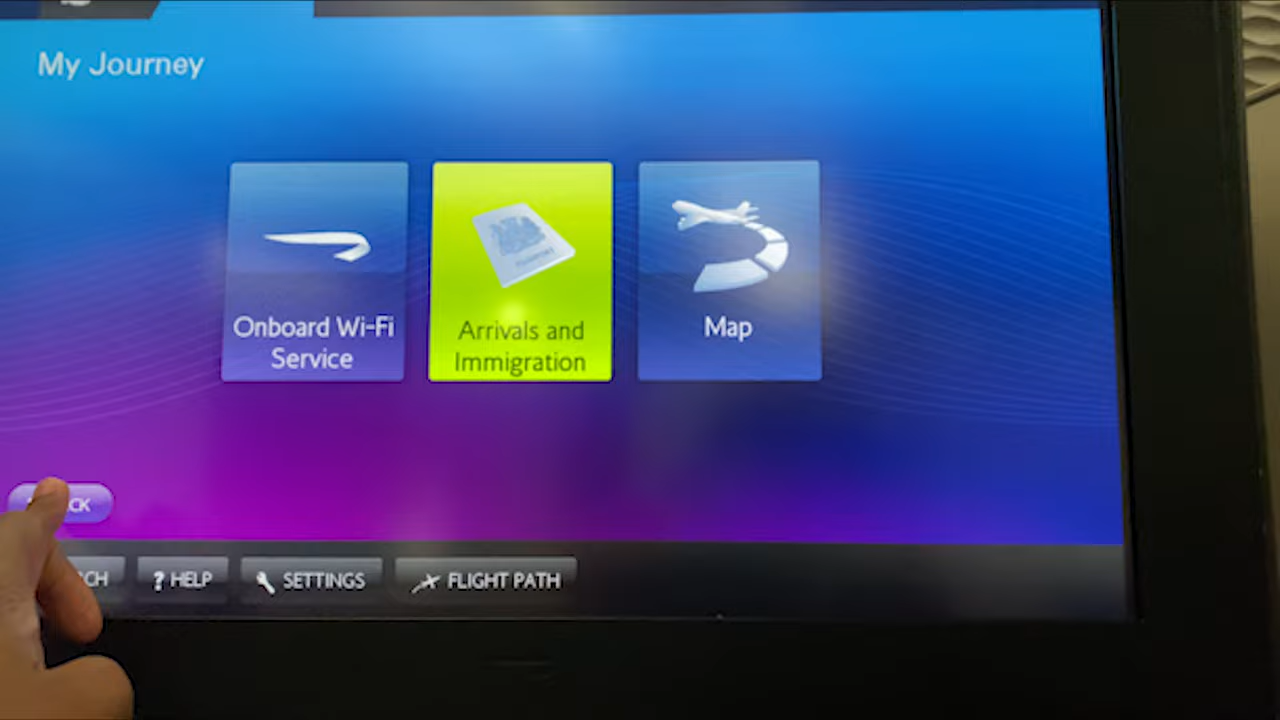 My Journey
Onboard Wi-Fi
Service
Arrivals and
Immigration
Map
? HELP
SETTINGS
FLIGHT PATH